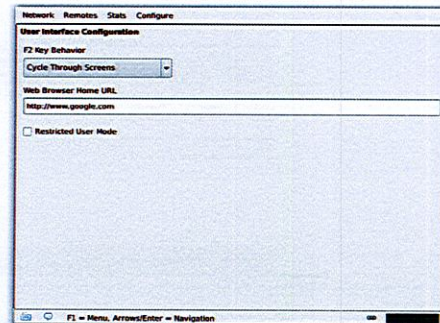 Network Remotes Stats Configure
User Interface Configuration
F2 Key Behavior
Cycle Through Screens
Web Browser Home URL
http://www.google.com
Restricted User Mode
F1 = Menu, Arrows/Enter = Navigation